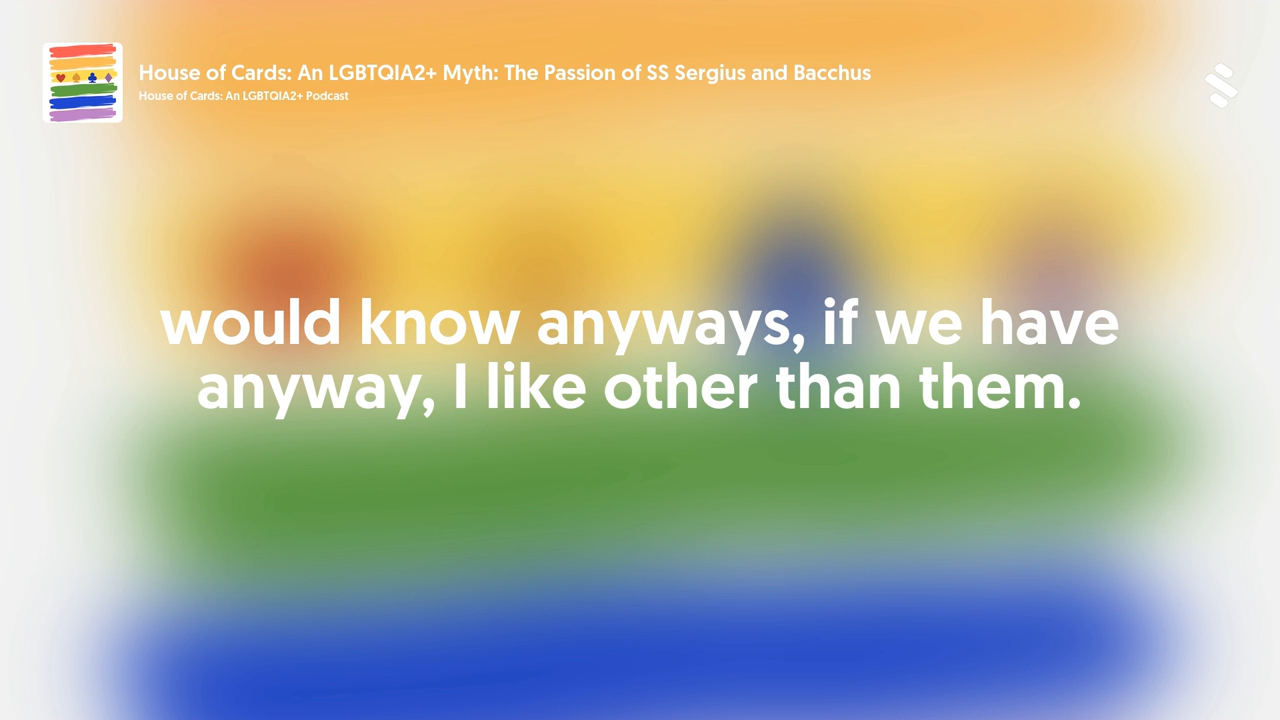 House of Cards: An LGBTQIA2+ Myth: The Passion of SS Sergius and Bacchus
House of Cards: An LGBTQIA2+ Podcast
would know anyways, if we have
anyway, I like other than them.